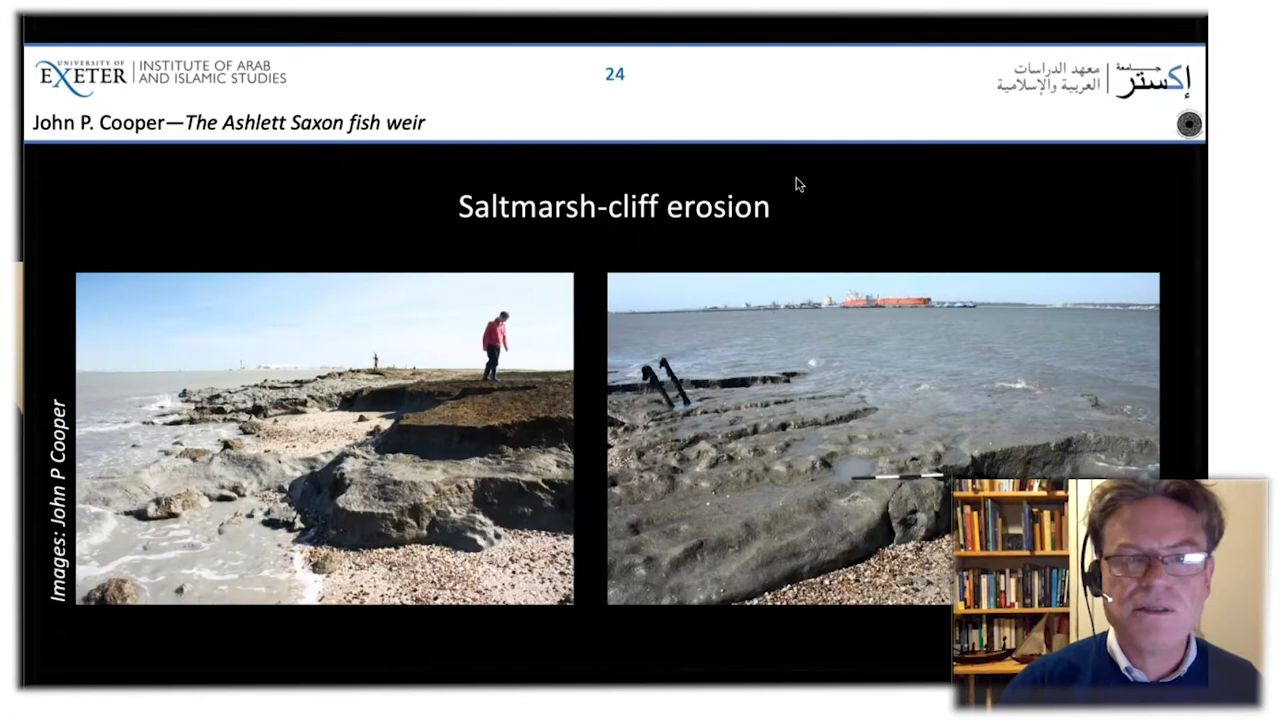 UNIVERSITY OF
EXETER
INSTITUTE OF ARAB
AND ISLAMIC STUDIES
24
معهد الدراسات
العربية والإسلامية
جامعة
إكستر
John P. Cooper—The Ashlett Saxon fish weir
Saltmarsh-cliff erosion
Images: John P Cooper